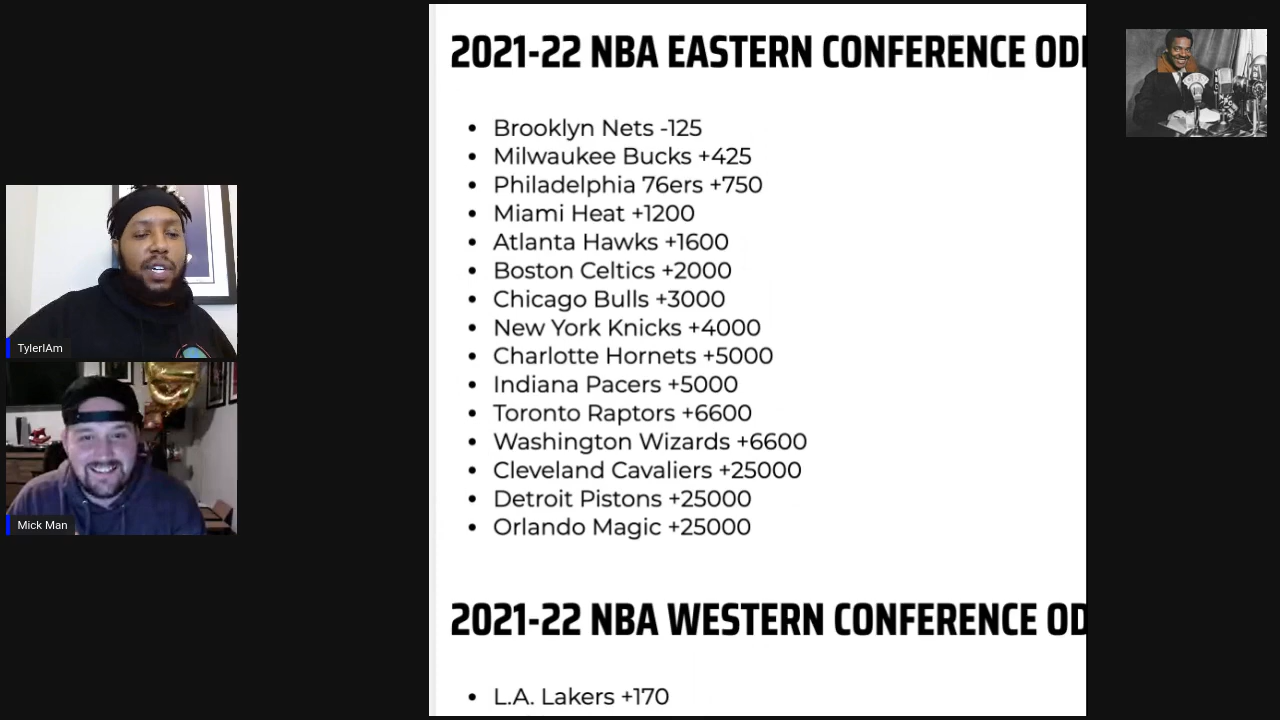 2021-22 NBA EASTERN CONFERENCE
• Brooklyn Nets -125
• Milwaukee Bucks +425
• Philadelphia 76ers +750
• Miami Heat +1200
• Atlanta Hawks +1600
• Boston Celtics +2000
• Chicago Bulls +3000
• New York Knicks +4000
• Charlotte Hornets +5000
• Indiana Pacers +5000
• Toronto Raptors +6600
• Washington Wizards +6600
• Cleveland Cavaliers +25000
• Detroit Pistons +25000
• Orlando Magic +25000
2021-22 NBA WESTERN CONFERENCE OD
• L.A. Lakers +170
TylerIAm
Mick Man